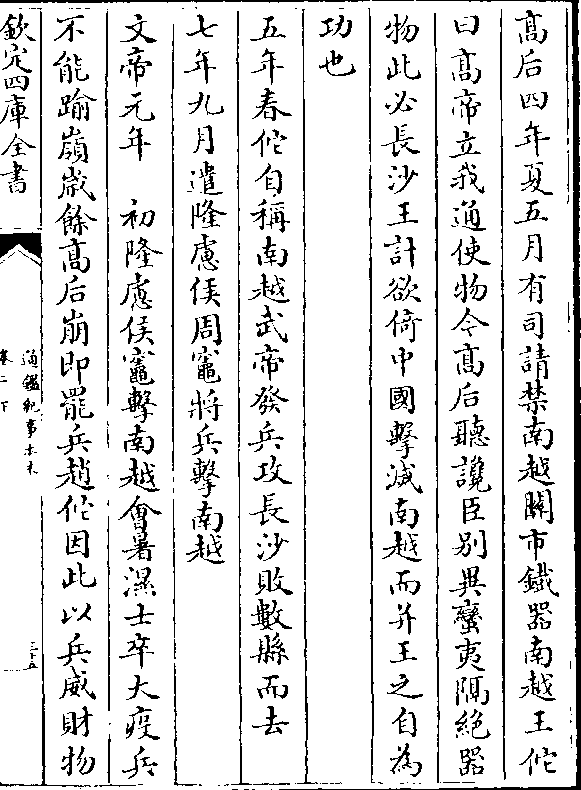 高后四年夏五月有司請禁南越關市鐵器南越王佗
曰髙帝立我通使物今髙后聽讒臣别異蠻夷隔絶器
物此必長沙王計欲倚中國擊滅南越而并王之自為
功也
五年春佗自稱南越武帝發兵攻長沙敗數縣而去
七年九月遣隆慮侯周竈將兵擊南越
文帝元年　初隆慮侯竈擊南越會暑濕士卒大疫兵
不能踰嶺歲餘髙后崩即罷兵趙佗因此以兵威財物
欽定四庫全書
通鑑紀事本末
卷二下
三十五